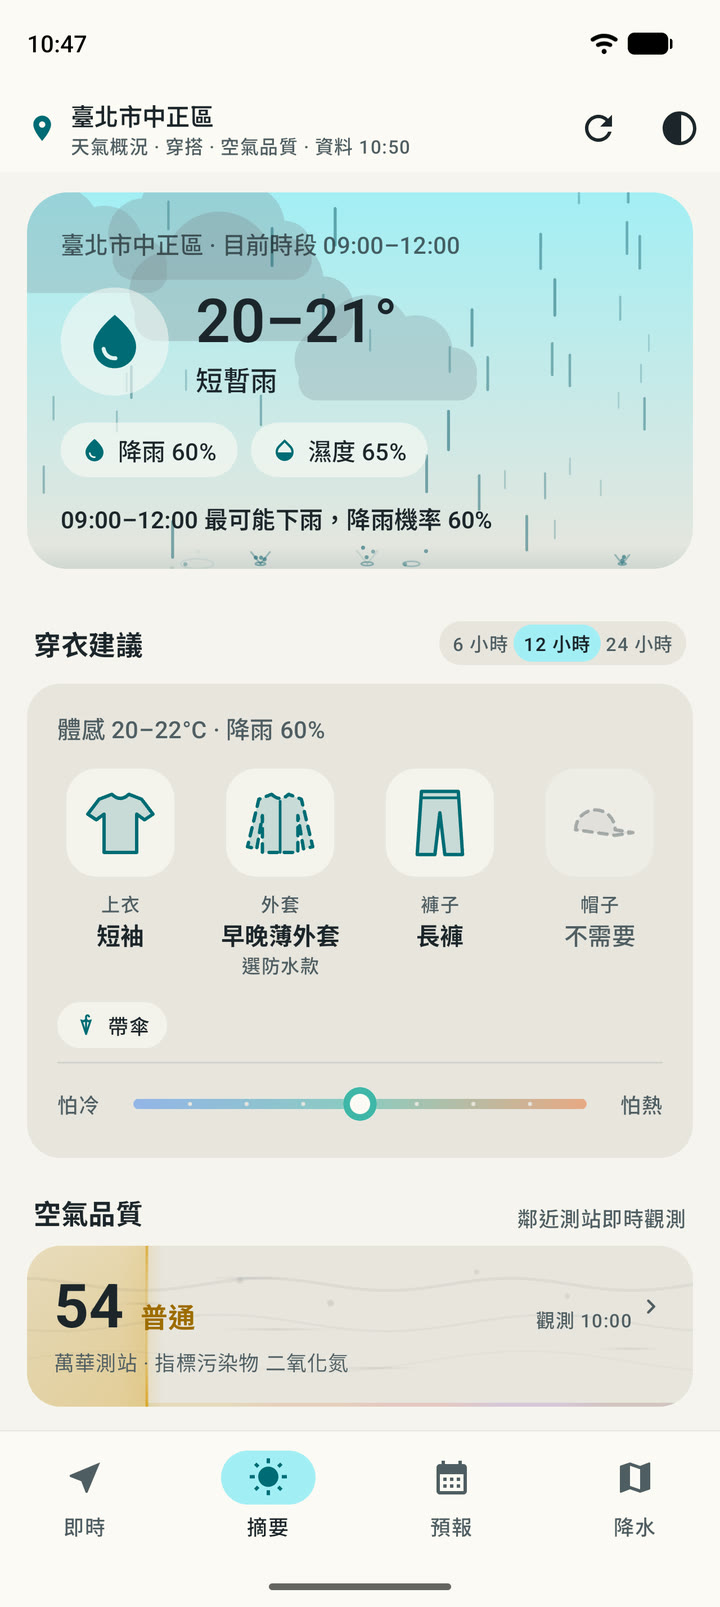 10:47
臺北市中正區
天氣概況 · 穿搭 · 空氣品質 · 資料 10:50
臺北市中正區 · 目前時段 09:00–12:00
20–21°
短暫雨
降雨 60%
濕度 65%
09:00–12:00 最可能下雨，降雨機率 60%
穿衣建議
6 小時 12 小時 24 小時
體感 20–22°C · 降雨 60%
上衣
短袖
外套
早晚薄外套
選防水款
褲子
長褲
帽子
不需要
帶傘
怕冷
怕熱
空氣品質
鄰近測站即時觀測
54 普通
觀測 10:00
萬華測站 · 指標污染物 二氧化氮
即時
摘要
預報
降水